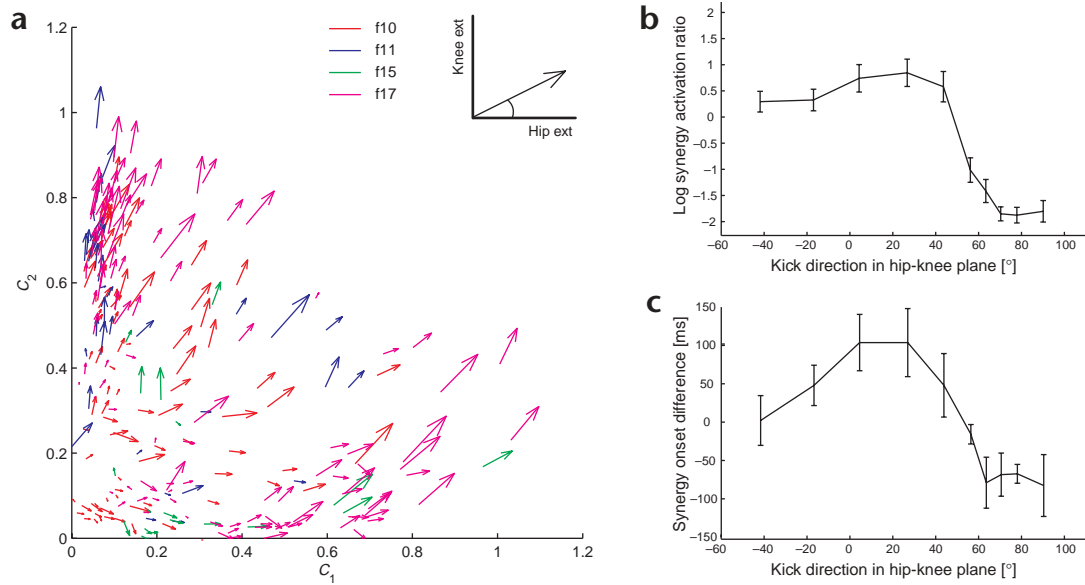 a
1.2
1
0.8
0.6
0.4
0.2
0
C2
0 0.2 0.4 0.6 0.8 1 1.2
C1
f10
f11
f15
f17
Knee ext
Hip ext
b
2
1.5
1
0.5
0
−1
−1.5
−2
Log synergy activation ratio
−60 −40 −20 0 20 40 60 80 100
Kick direction in hip-knee plane [°]
c
150
100
50
0
−50
−100
−150
Synergy onset difference [ms]
−60 −40 −20 0 20 40 60 80 100
Kick direction in hip-knee plane [°]